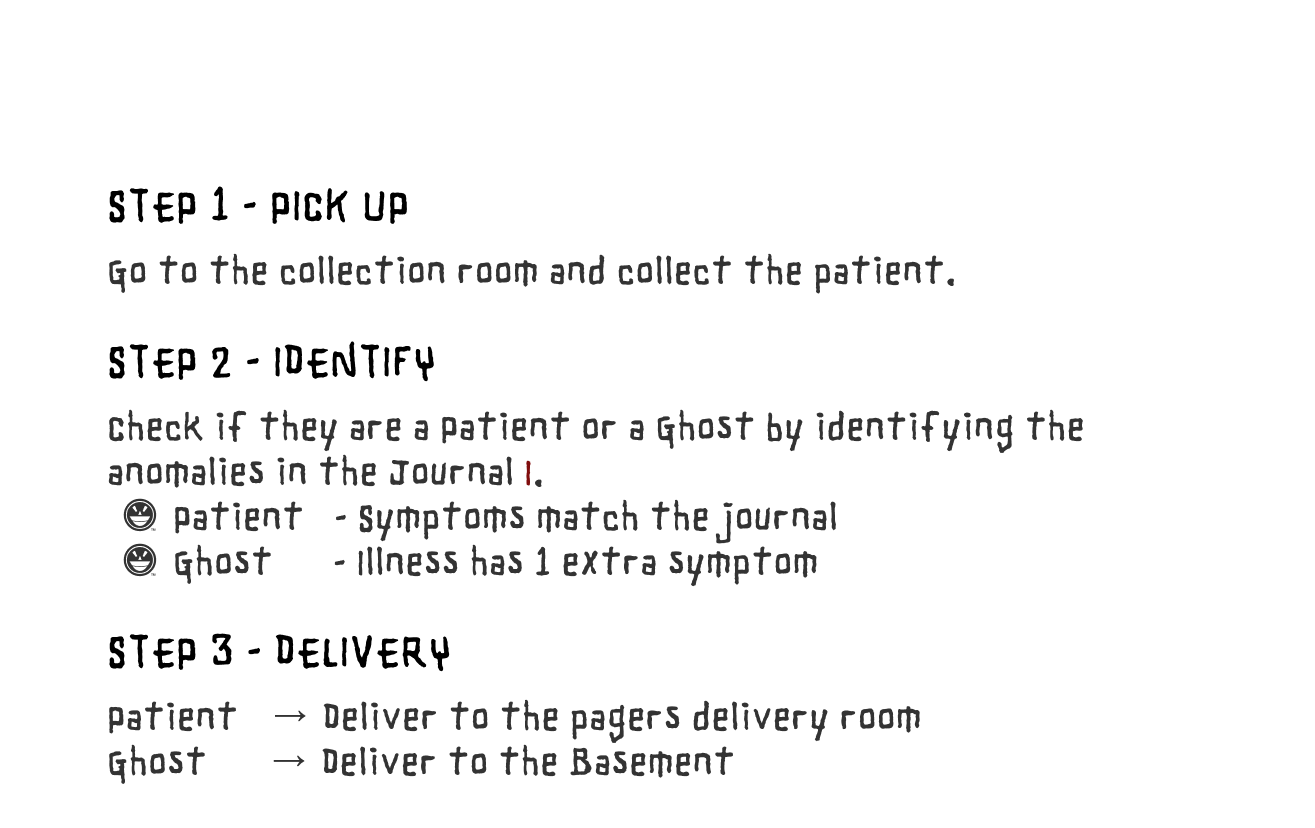 STEP 1 - PICK UP
Go to the collection room and collect the patient.
STEP 2 - IDENTIFY
Check if they are a Patient or a Ghost by identifying the
anomalies in the Journal I.
Patient - Symptoms match the journal
Ghost - Illness has 1 extra symptom
STEP 3 - DELIVERY
Patient → Deliver to the pagers delivery room
Ghost → Deliver to the Basement